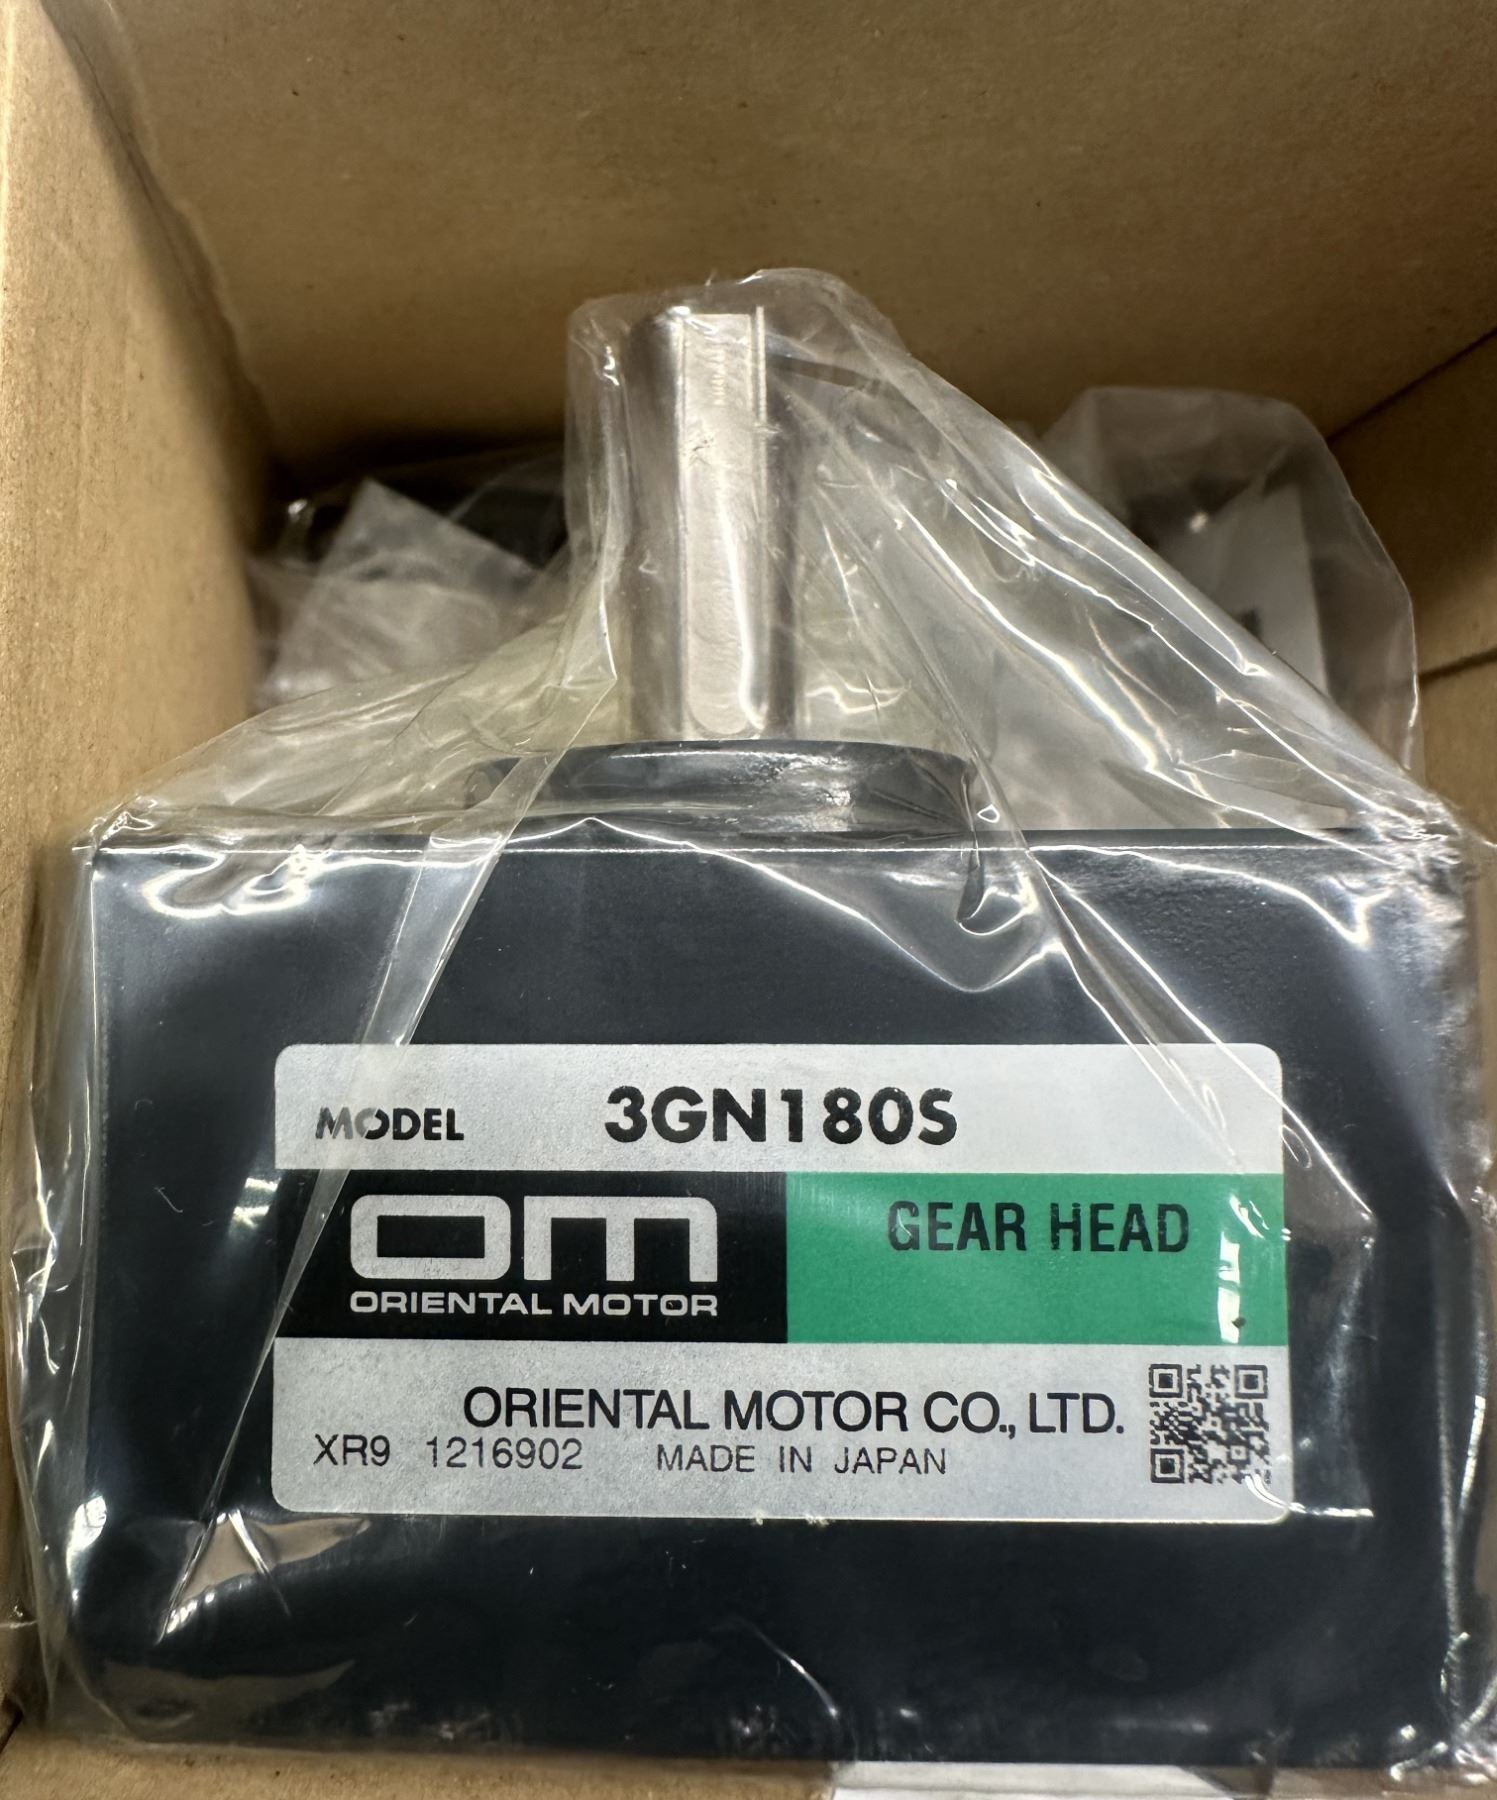 MODEL 3GN180S
OM GEAR HEAD
ORIENTAL MOTOR
ORIENTAL MOTOR CO., LTD.
XR9 1216902 MADE IN JAPAN